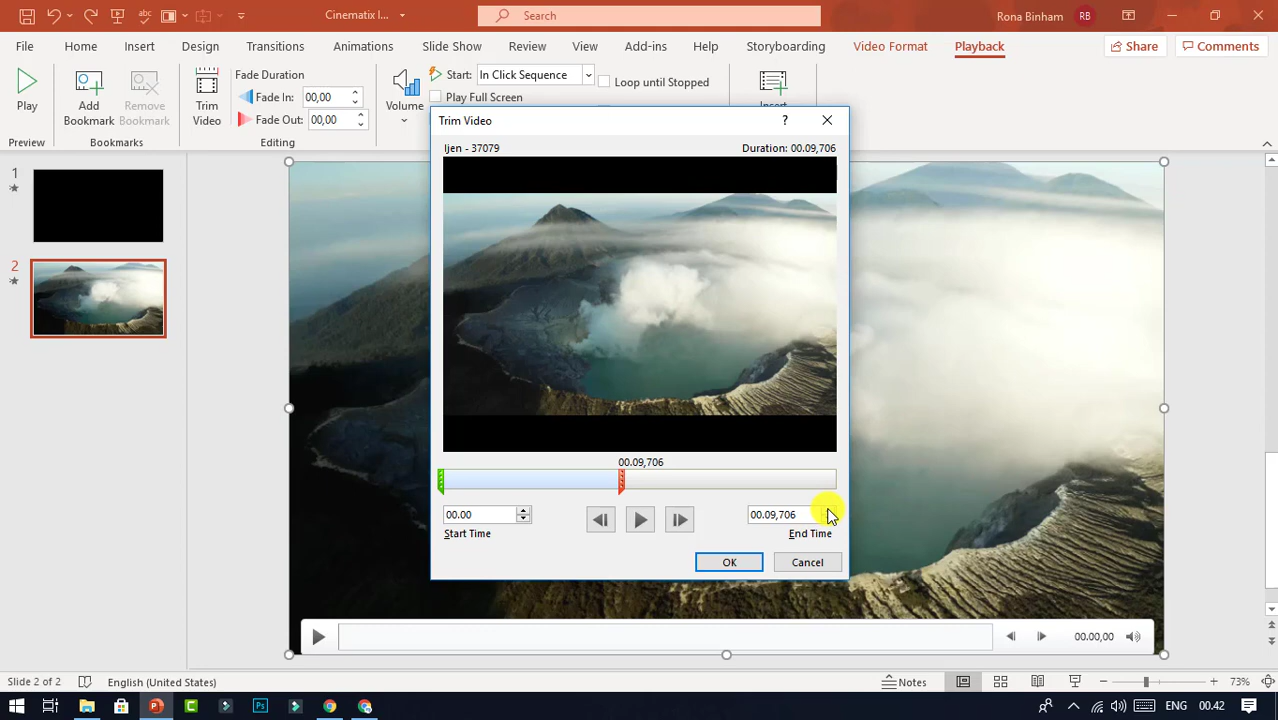 Cinematix I...
Search
Rona Binham
RB
File
Home
Insert
Design
Transitions
Animations
Slide Show
Review
View
Add-ins
Help
Storyboarding
Video Format
Playback
Share
Comments
Play
Add
Bookmark
Remove
Bookmark
Trim
Video
Fade Duration
Fade In: 00,00
Fade Out: 00,00
Volume
Start: In Click Sequence
Play Full Screen
Loop until Stopped
Insert
Preview
Bookmarks
Editing
Trim Video
?
Ijen - 37079
Duration: 00.09,706
00.09,706
00.00
00.09,706
Start Time
End Time
OK
Cancel
1
2
00.00,00
Slide 2 of 2
English (United States)
Notes
73%
ENG
00.42